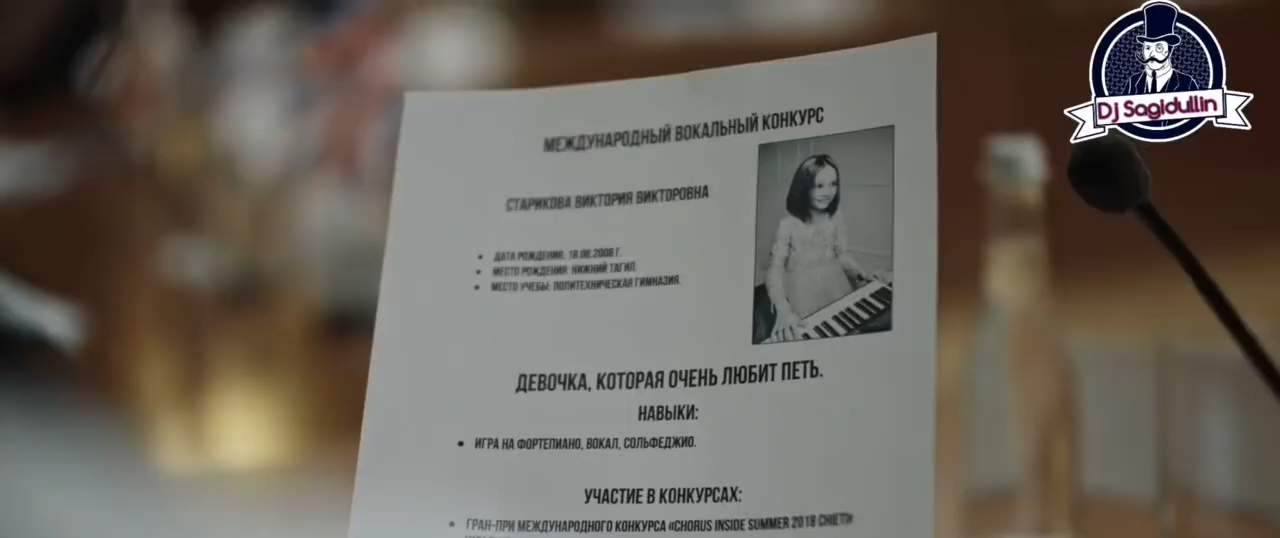 Dj Sagidullin
МЕЖДУНАРОДНЫЙ ВОКАЛЬНЫЙ КОНКУРС
СТАРИКОВА ВИКТОРИЯ ВИКТОРОВНА
• ДАТА РОЖДЕНИЯ: 18.08.2008 Г.
• МЕСТО РОЖДЕНИЯ: НИЖНИЙ ТАГИЛ.
• МЕСТО УЧЕБЫ: ПОЛИТЕХНИЧЕСКАЯ ГИМНАЗИЯ.
ДЕВОЧКА, КОТОРАЯ ОЧЕНЬ ЛЮБИТ ПЕТЬ.
НАВЫКИ:
• ИГРА НА ФОРТЕПИАНО, ВОКАЛ, СОЛЬФЕДЖИО.
УЧАСТИЕ В КОНКУРСАХ:
• ГРАН-ПРИ МЕЖДУНАРОДНОГО КОНКУРСА «CHORUS INSIDE SUMMER 2018 CHIETI»